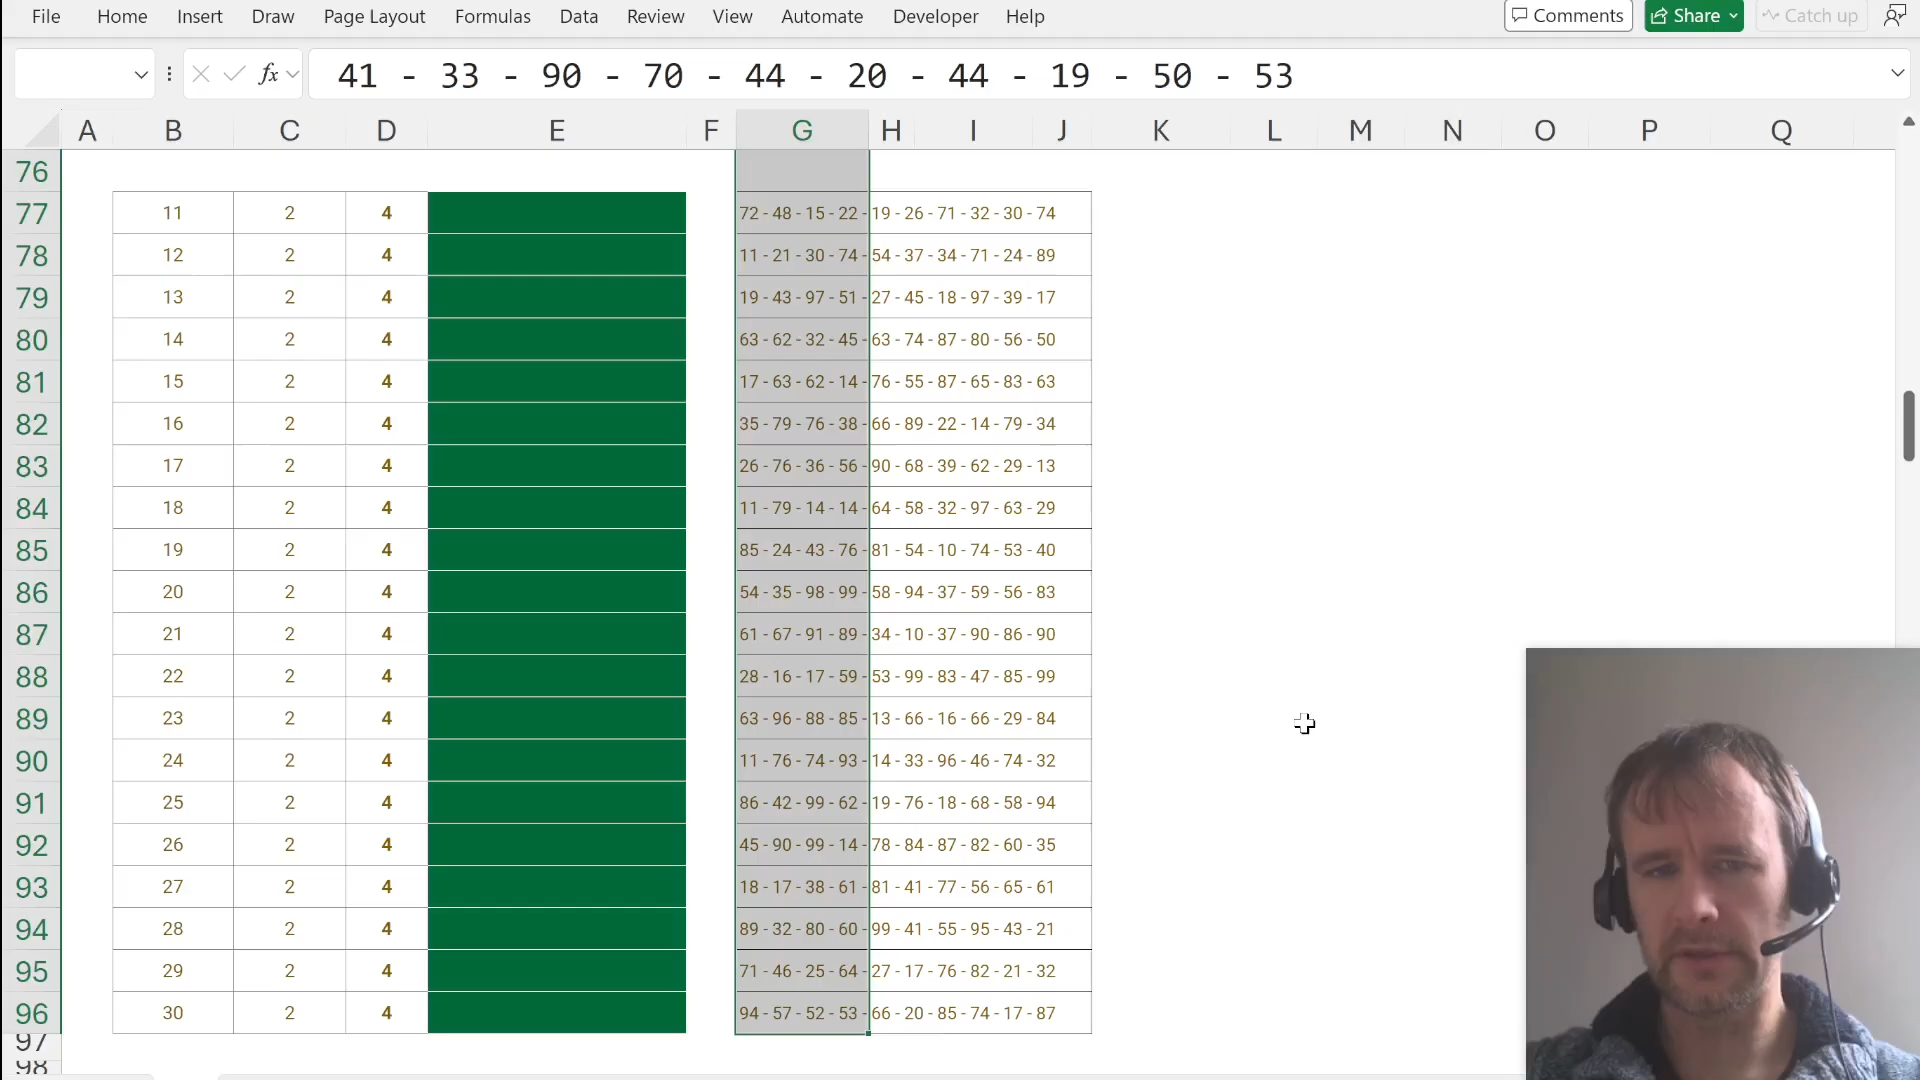 File Home Insert Draw Page Layout Formulas Data Review View Automate Developer Help Comments Share Catch up
fx 41 - 33 - 90 - 70 - 44 - 20 - 44 - 19 - 50 - 53
A B C D E F G H I J K L M N O P Q
76
77 11 2 4 72 - 48 - 15 - 22 - 19 - 26 - 71 - 32 - 30 - 74
78 12 2 4 11 - 21 - 30 - 74 - 54 - 37 - 34 - 71 - 24 - 89
79 13 2 4 19 - 43 - 97 - 51 - 27 - 45 - 18 - 97 - 39 - 17
80 14 2 4 63 - 62 - 32 - 45 - 63 - 74 - 87 - 80 - 56 - 50
81 15 2 4 17 - 63 - 62 - 14 - 76 - 55 - 87 - 65 - 83 - 63
82 16 2 4 35 - 79 - 76 - 38 - 66 - 89 - 22 - 14 - 79 - 34
83 17 2 4 26 - 76 - 36 - 56 - 90 - 68 - 39 - 62 - 29 - 13
84 18 2 4 11 - 79 - 14 - 14 - 64 - 58 - 32 - 97 - 63 - 29
85 19 2 4 85 - 24 - 43 - 76 - 81 - 54 - 10 - 74 - 53 - 40
86 20 2 4 54 - 35 - 98 - 99 - 58 - 94 - 37 - 59 - 56 - 83
87 21 2 4 61 - 67 - 91 - 89 - 34 - 10 - 37 - 90 - 86 - 90
88 22 2 4 28 - 16 - 17 - 59 - 53 - 99 - 83 - 47 - 85 - 99
89 23 2 4 63 - 96 - 88 - 85 - 13 - 66 - 16 - 66 - 29 - 84
90 24 2 4 11 - 76 - 74 - 93 - 14 - 33 - 96 - 46 - 74 - 32
91 25 2 4 86 - 42 - 99 - 62 - 19 - 76 - 18 - 68 - 58 - 94
92 26 2 4 45 - 90 - 99 - 14 - 78 - 84 - 87 - 82 - 60 - 35
93 27 2 4 18 - 17 - 38 - 61 - 81 - 41 - 77 - 56 - 65 - 61
94 28 2 4 89 - 32 - 80 - 60 - 99 - 41 - 55 - 95 - 43 - 21
95 29 2 4 71 - 46 - 25 - 64 - 27 - 17 - 76 - 82 - 21 - 32
96 30 2 4 94 - 57 - 52 - 53 - 66 - 20 - 85 - 74 - 17 - 87
97
98